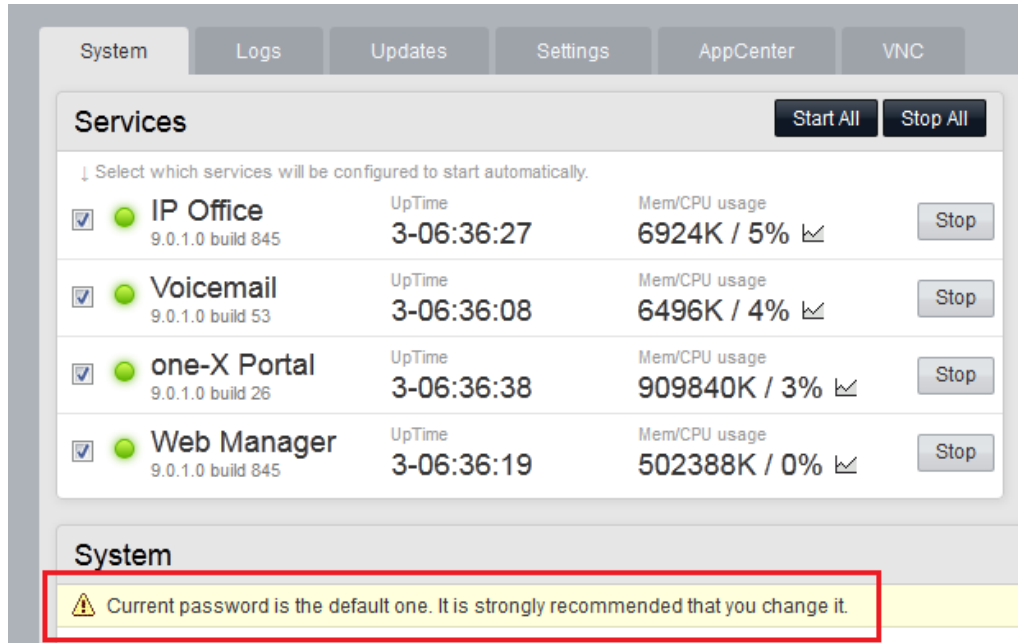 System Logs Updates Settings AppCenter VNC
Services Start All Stop All
↓ Select which services will be configured to start automatically.
IP Office UpTime Mem/CPU usage Stop
9.0.1.0 build 845 3-06:36:27 6924K / 5%
Voicemail UpTime Mem/CPU usage Stop
9.0.1.0 build 53 3-06:36:08 6496K / 4%
one-X Portal UpTime Mem/CPU usage Stop
9.0.1.0 build 26 3-06:36:38 909840K / 3%
Web Manager UpTime Mem/CPU usage Stop
9.0.1.0 build 845 3-06:36:19 502388K / 0%
System
Current password is the default one. It is strongly recommended that you change it.